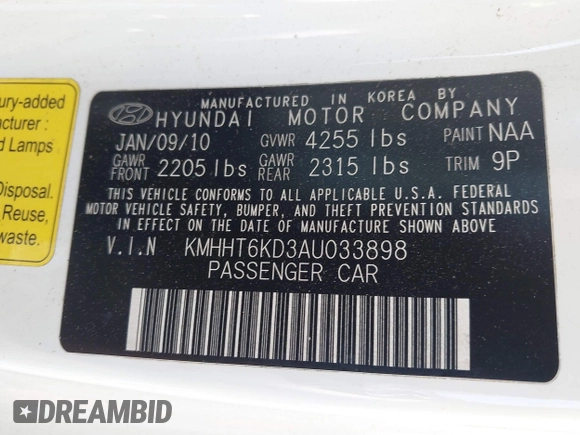 ury-added
acturer :
d Lamps
Disposal.
Reuse,
waste.
MANUFACTURED IN KOREA BY
HYUNDAI MOTOR COMPANY
JAN/09/10 GVWR 4255 lbs PAINT NAA
GAWR FRONT 2205 lbs GAWR REAR 2315 lbs TRIM 9P
THIS VEHICLE CONFORMS TO ALL APPLICABLE U.S.A. FEDERAL
MOTOR VEHICLE SAFETY, BUMPER, AND THEFT PREVENTION STANDARDS
IN EFFECT ON THE DATE OF MANUFACTURE SHOWN ABOVE
V.I.N KMHHT6KD3AU033898
PASSENGER CAR
DREAMBID